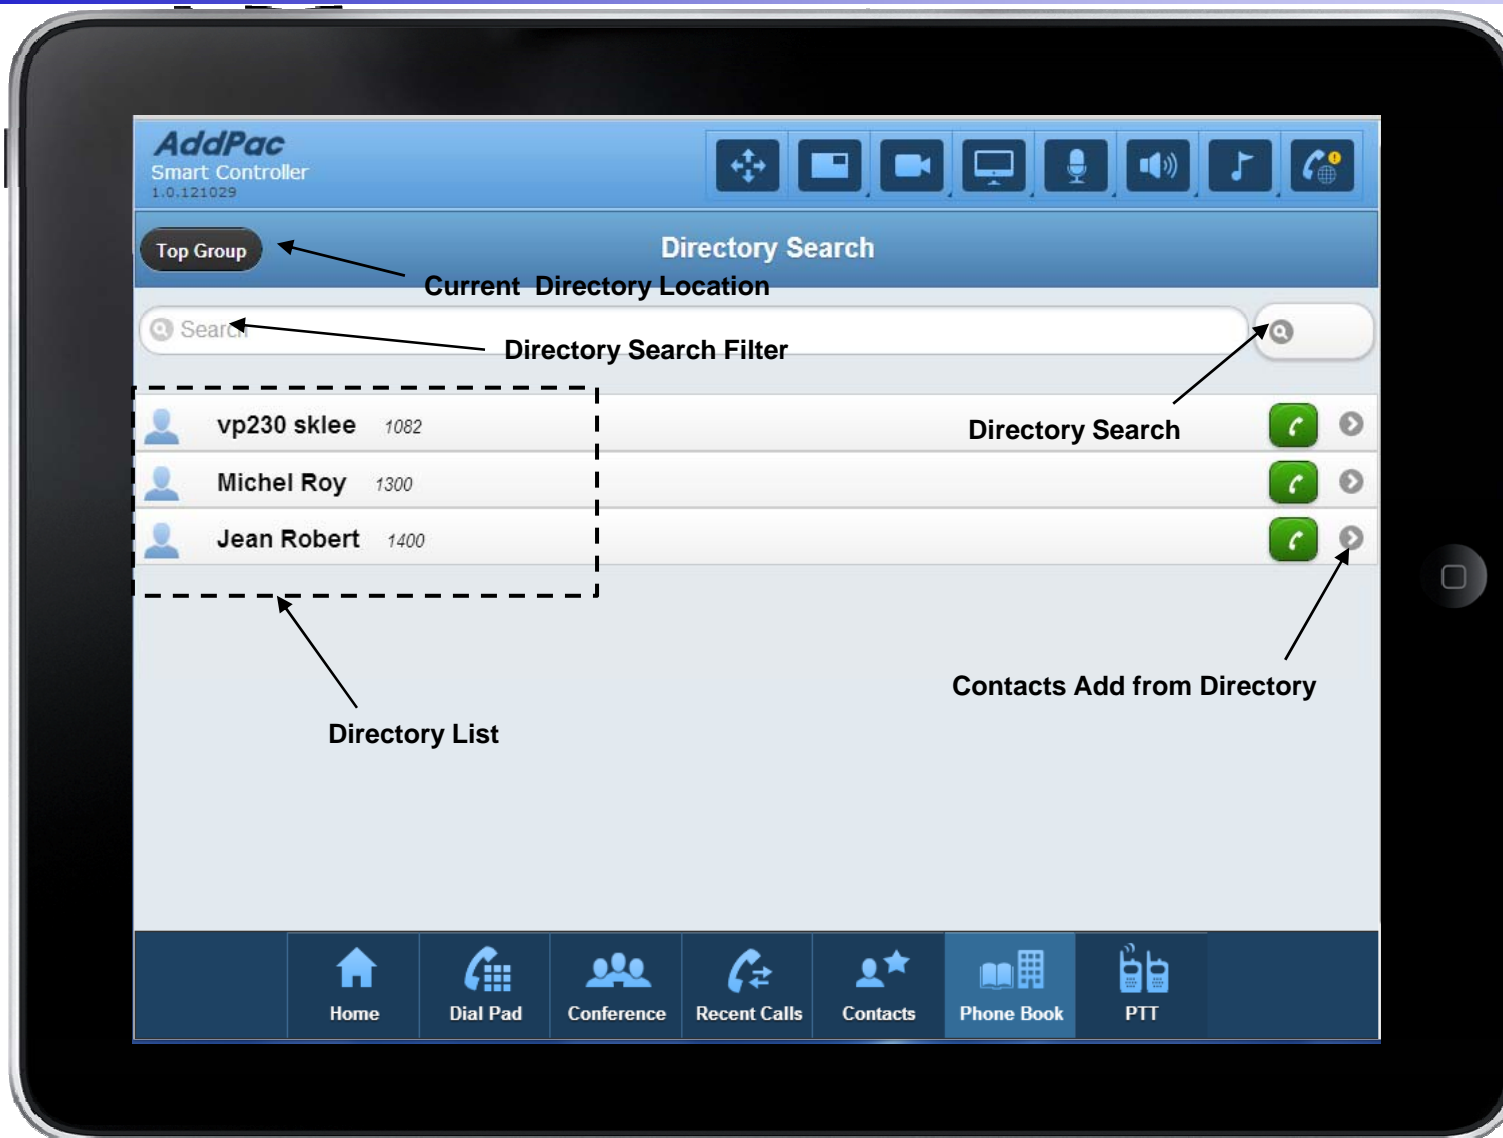 AddPac
Smart Controller
1.0.121029
Top Group
Directory Search
Current Directory Location
Search
Directory Search Filter
vp230 sklee 1082
Directory Search
Michel Roy 1300
Jean Robert 1400
Contacts Add from Directory
Directory List
Home
Dial Pad
Conference
Recent Calls
Contacts
Phone Book
PTT